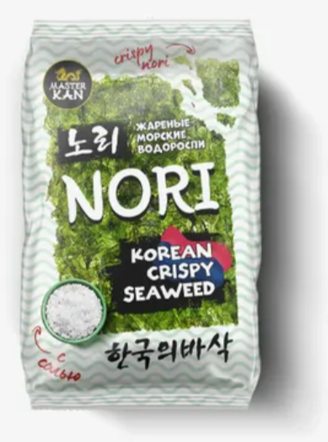 crispy
nori
MASTER
KAN
노리
ЖАРЕНЫЕ
МОРСКИЕ
ВОДОРОСЛИ
NORI
KOREAN
CRISPY
SEAWEED
С
СОЛЬЮ
한국의바삭